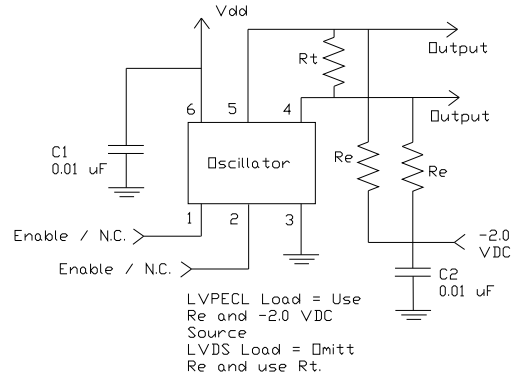 Vdd
Output
Rt
6
5
4
Output
C1
0.01 uF
Oscillator
Re
Re
1
2
3
Enable / N.C.
-2.0
VDC
Enable / N.C.
C2
0.01 uF
LVPECL Load = Use
Re and -2.0 VDC
Source
LVDS Load = Omitt
Re and use Rt.